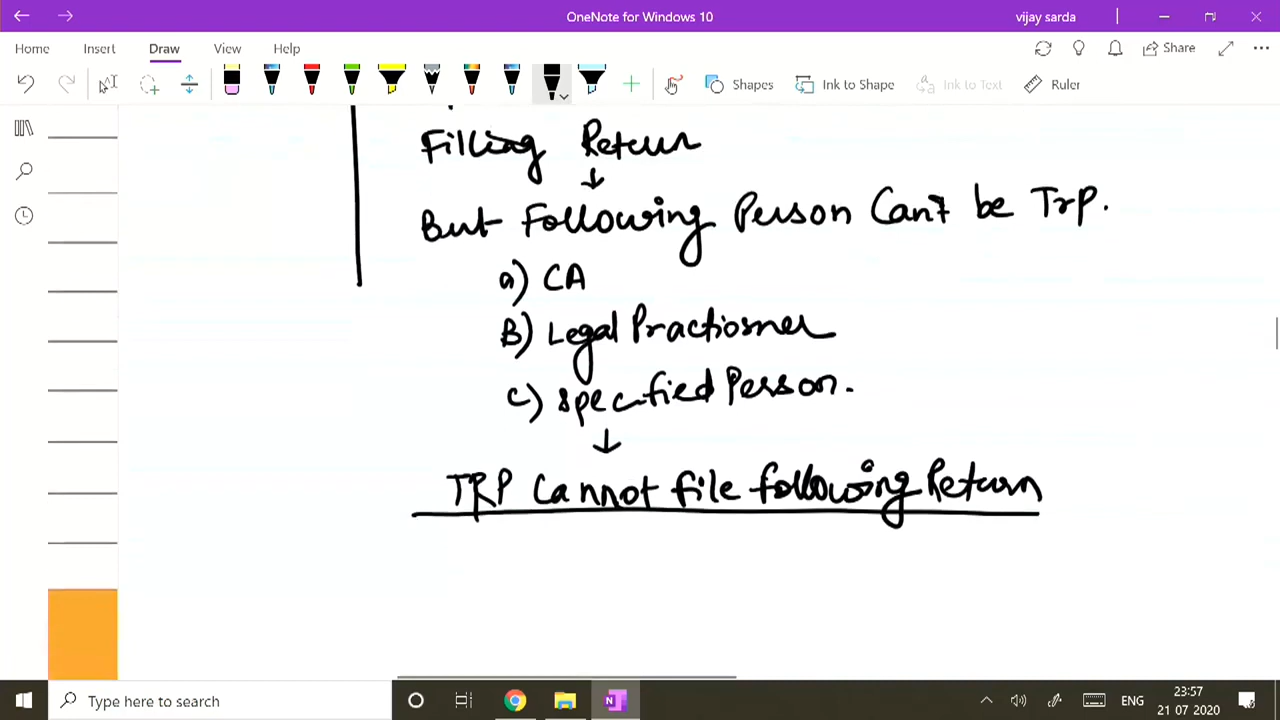 OneNote for Windows 10
vijay sarda
Home Insert Draw View Help
Share
Shapes Ink to Shape Ink to Text Ruler
Filling Return
But Following Person Can't be Trp.
a) CA
B) Legal Practioner
C) Specified Person.
TRP Cannot file following Return
Type here to search
ENG
23:57
21 07 2020